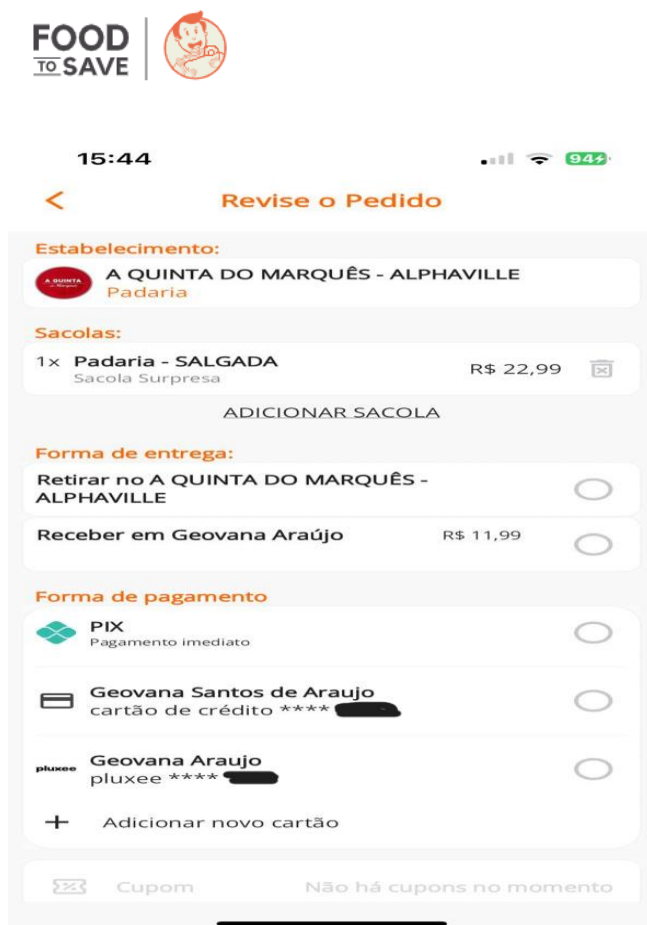 FOOD
TO SAVE
15:44
94
Revise o Pedido
Estabelecimento:
A QUINTA
A QUINTA DO MARQUÊS - ALPHAVILLE
Padaria
Sacolas:
1x Padaria - SALGADA R$ 22,99
Sacola Surpresa
ADICIONAR SACOLA
Forma de entrega:
Retirar no A QUINTA DO MARQUÊS -
ALPHAVILLE
Receber em Geovana Araújo R$ 11,99
Forma de pagamento
PIX
Pagamento imediato
Geovana Santos de Araujo
cartão de crédito ****
Geovana Araujo
pluxee pluxee ****
+ Adicionar novo cartão
Cupom Não há cupons no momento